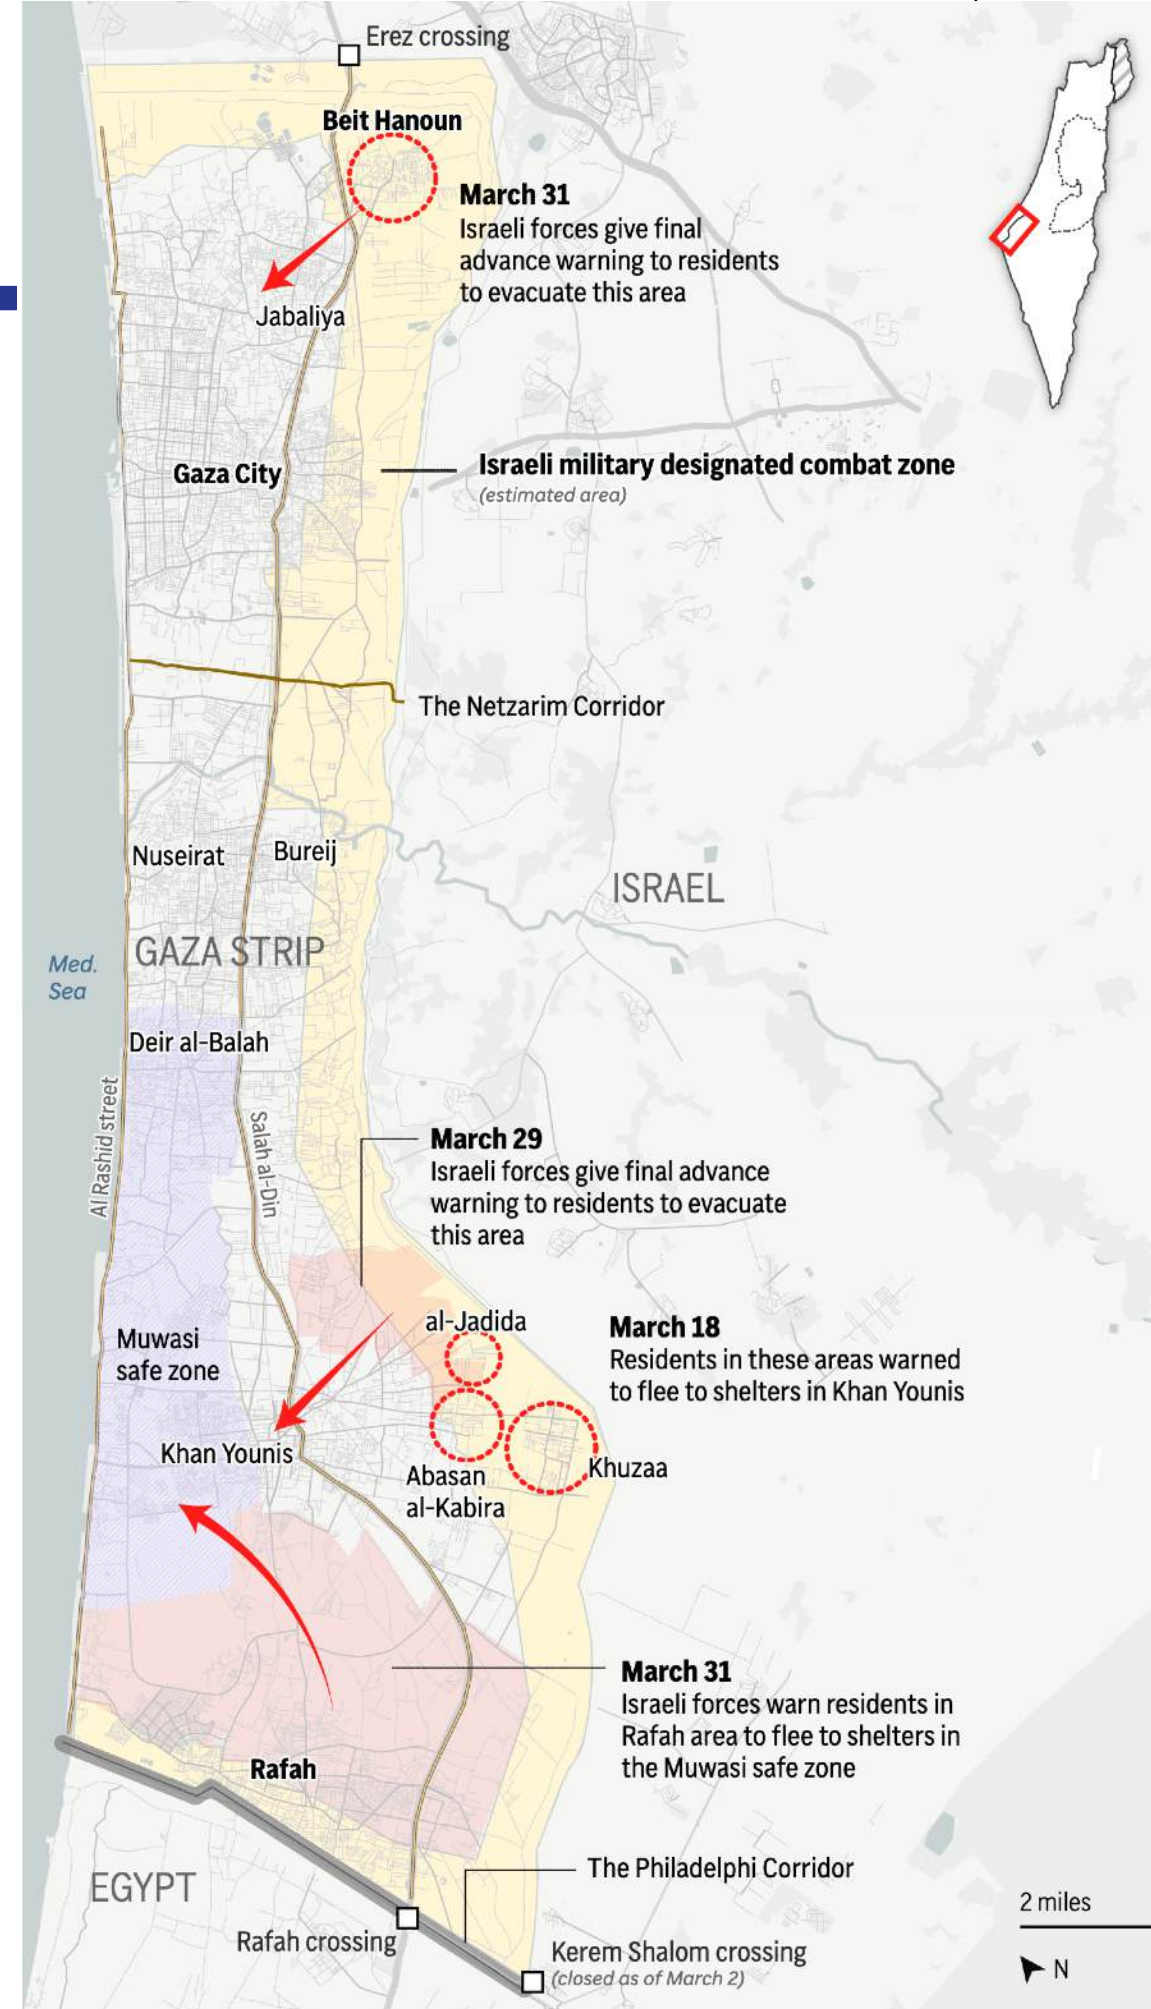 Erez crossing
Beit Hanoun
March 31
Israeli forces give final
advance warning to residents
to evacuate this area
Jabaliya
Gaza City
Israeli military designated combat zone
(estimated area)
The Netzarim Corridor
Nuseirat
Bureij
ISRAEL
GAZA STRIP
Med.
Sea
Deir al-Balah
Al Rashid street
Salah al-Din
March 29
Israeli forces give final advance
warning to residents to evacuate
this area
al-Jadida
March 18
Residents in these areas warned
to flee to shelters in Khan Younis
Muwasi
safe zone
Khan Younis
Khuzaa
Abasan
al-Kabira
March 31
Israeli forces warn residents in
Rafah area to flee to shelters in
the Muwasi safe zone
Rafah
The Philadelphi Corridor
EGYPT
2 miles
Rafah crossing
Kerem Shalom crossing
(closed as of March 2)
N